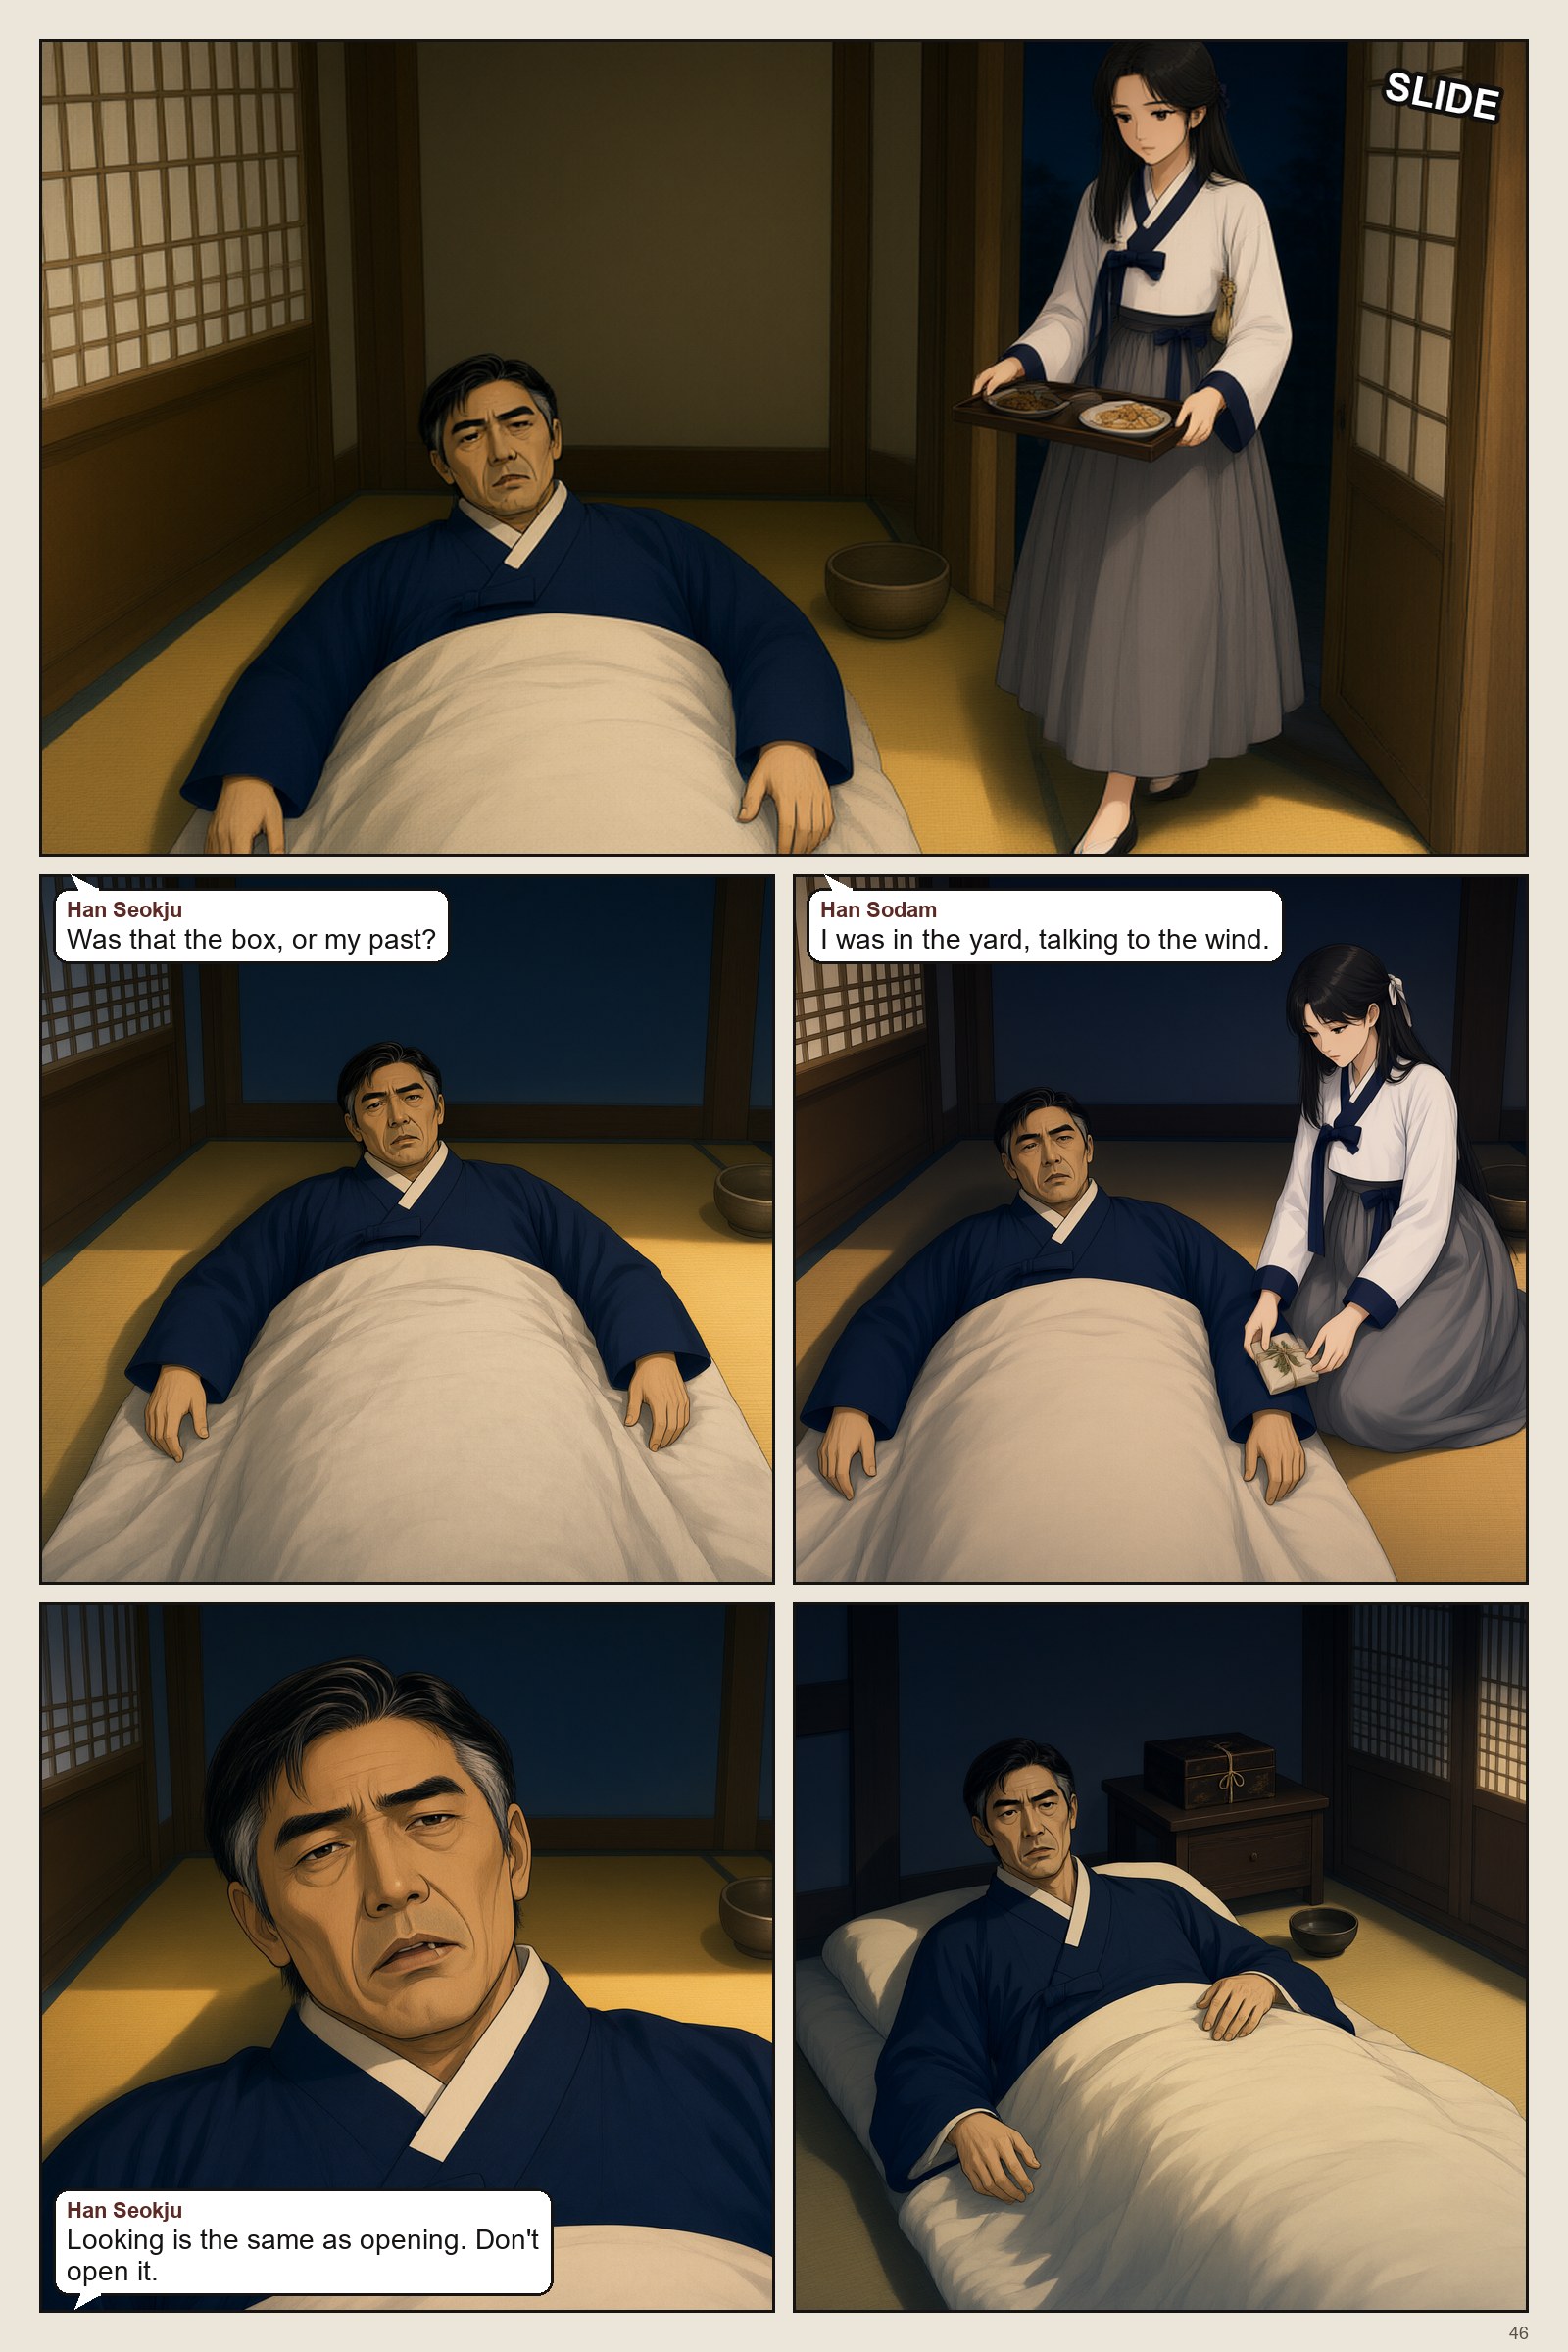 SLIDE
Han Seokju
Was that the box, or my past?
Han Sodam
I was in the yard, talking to the wind.
Han Seokju
Looking is the same as opening. Don't
open it.
46